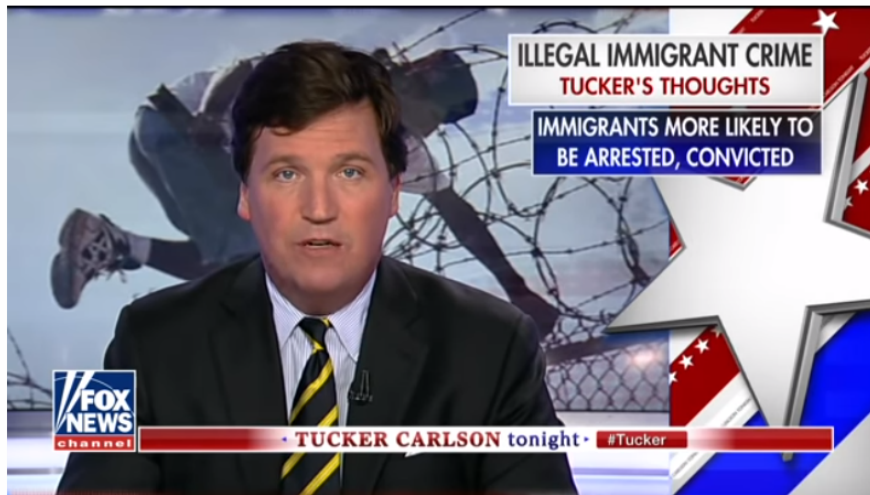 ILLEGAL IMMIGRANT CRIME
TUCKER'S THOUGHTS
IMMIGRANTS MORE LIKELY TO
BE ARRESTED, CONVICTED
FOX
NEWS
channel
TUCKER CARLSON tonight
#Tucker